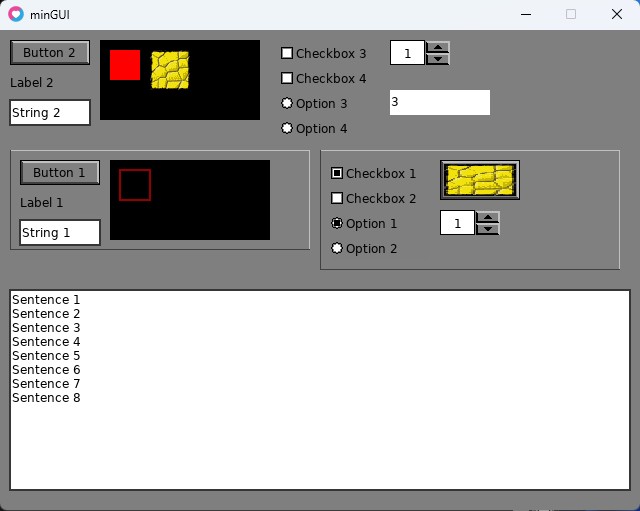 minGUI
Button 2
Label 2
String 2
Checkbox 3
Checkbox 4
Option 3
Option 4
1
3
Button 1
Label 1
String 1
Checkbox 1
Checkbox 2
Option 1
Option 2
1
Sentence 1
Sentence 2
Sentence 3
Sentence 4
Sentence 5
Sentence 6
Sentence 7
Sentence 8